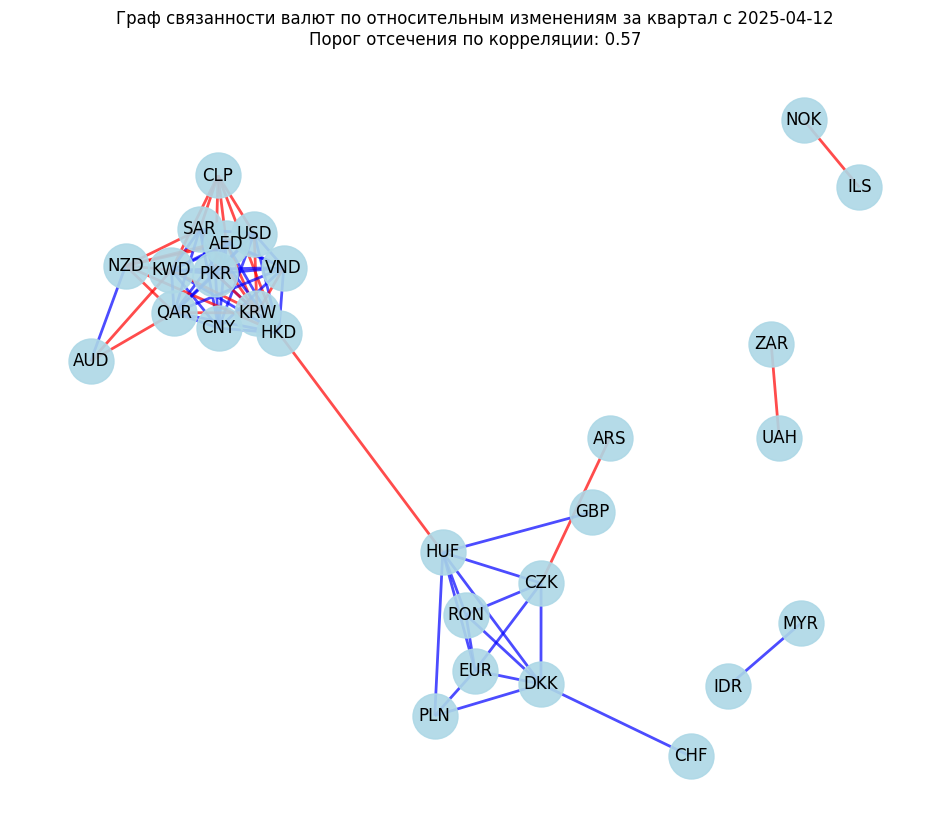 Граф связанности валют по относительным изменениям за квартал с 2025-04-12
Порог отсечения по корреляции: 0.57
NOK
CLP
ILS
SAR
USD
AED
NZD
KWD
PKR
VND
QAR
KRW
CNY
HKD
ZAR
AUD
ARS
UAH
GBP
HUF
CZK
RON
MYR
EUR
DKK
IDR
PLN
CHF